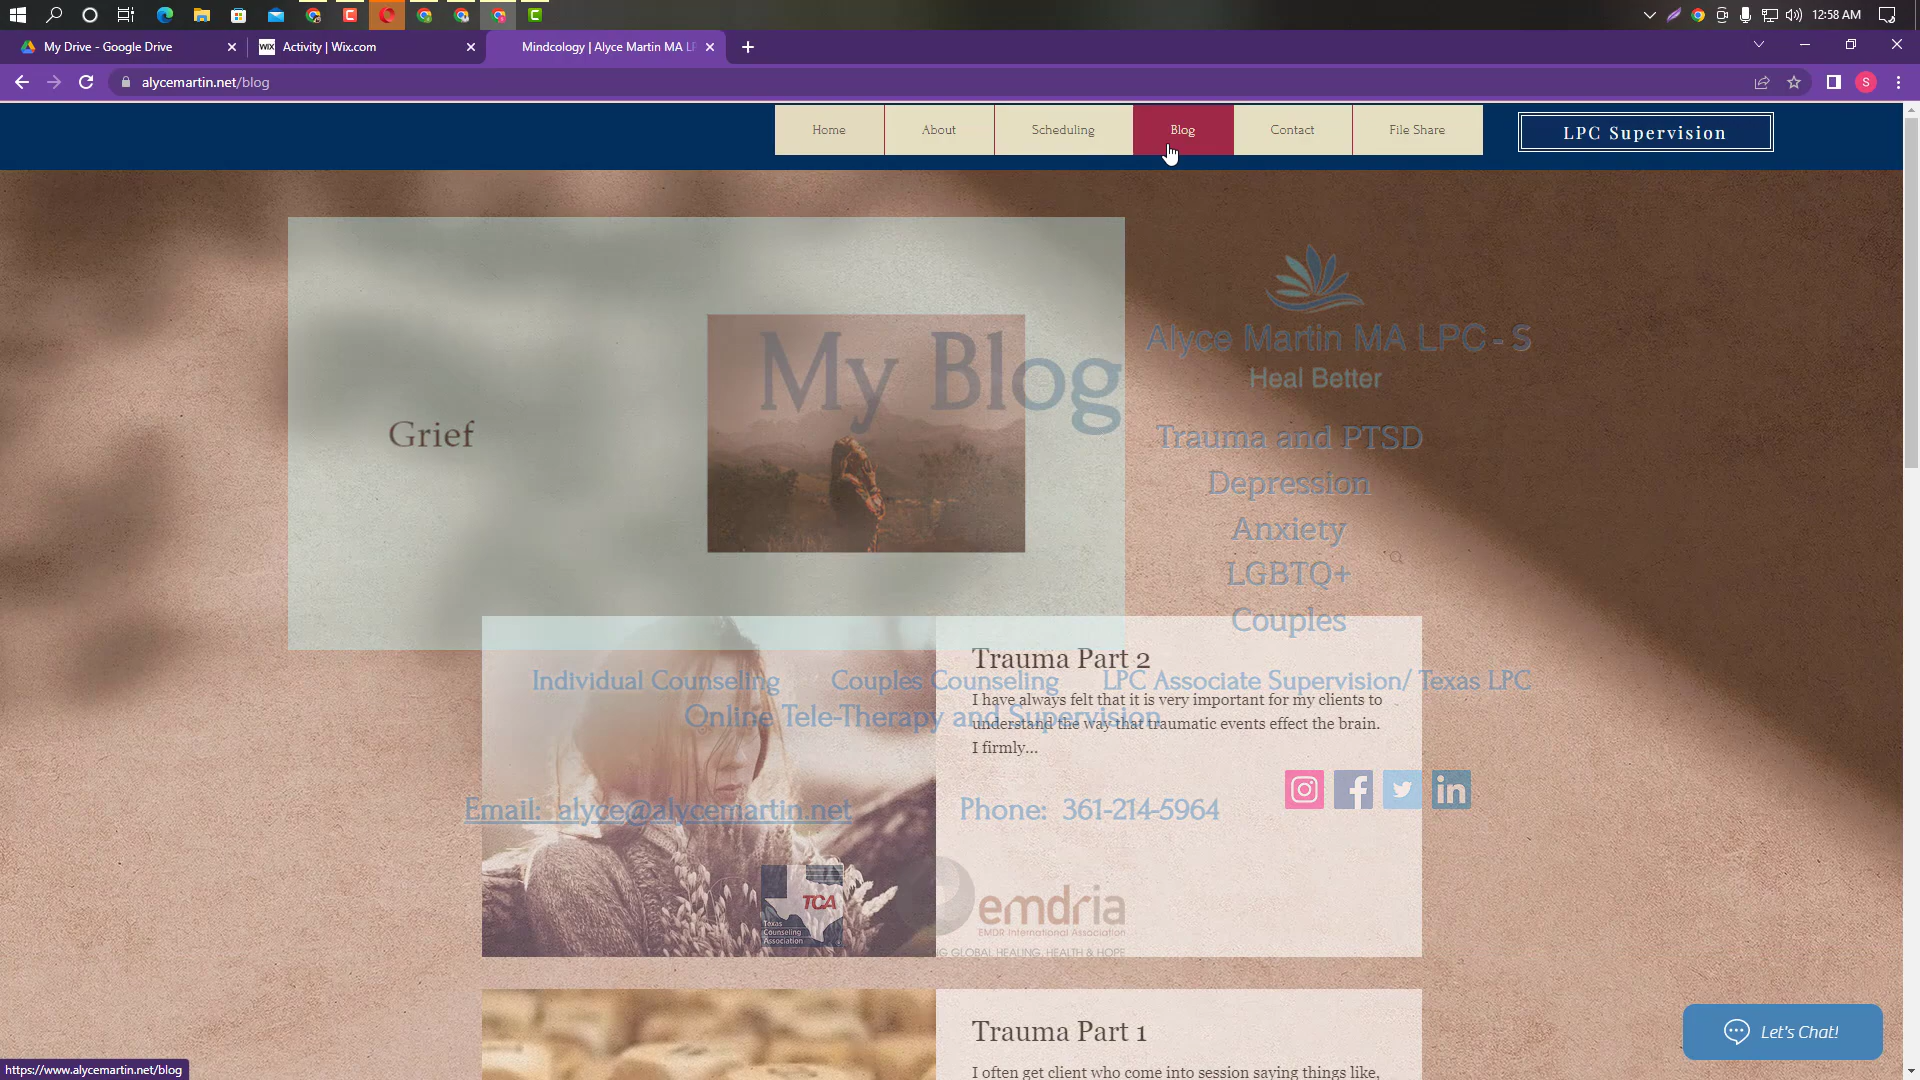 12:58 AM
My Drive - Google Drive
WIX Activity | Wix.com
Mindcology | Alyce Martin MA L
alycemartin.net/blog
S
Home
About
Scheduling
Blog
Contact
File Share
LPC Supervision
My Blog
Grief
Alyce Martin MA LPC - S
Heal Better
Trauma and PTSD
Depression
Anxiety
LGBTQ+
Couples
Trauma Part 2
Individual Counseling
Couples Counseling
LPC Associate Supervision/ Texas LPC
I have always felt that it is very important for my clients to
Online Tele-Therapy and Supervision
understand the way that traumatic events effect the brain.
I firmly...
Email: alyce@alycemartin.net
Phone: 361-214-5964
TCA
Texas
Counseling
Association
emdria
EMDR International Association
NG GLOBAL HEALING, HEALTH & HOPE
Trauma Part 1
I often get client who come into session saying things like,
Let's Chat!
https://www.alycemartin.net/blog